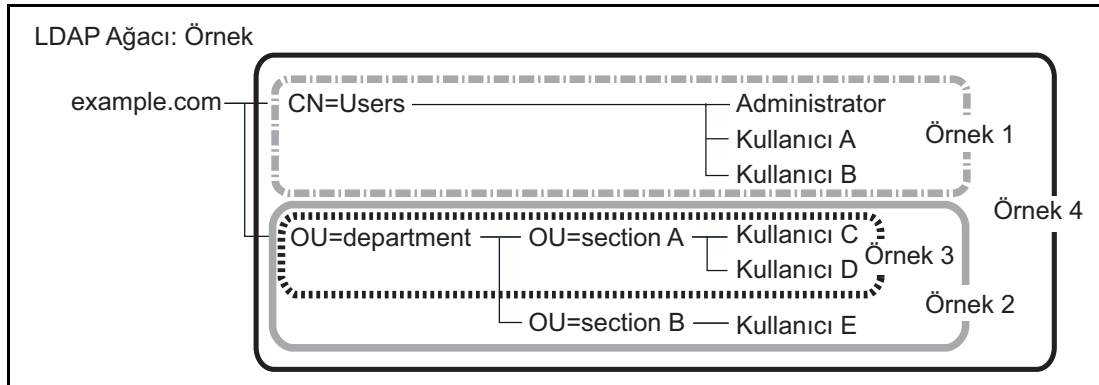 LDAP Ağacı: Örnek
example.com
CN=Users
Administrator
Kullanıcı A
Örnek 1
Kullanıcı B
Örnek 4
OU=department
OU=section A
Kullanıcı C
Örnek 3
Kullanıcı D
Örnek 2
OU=section B
Kullanıcı E